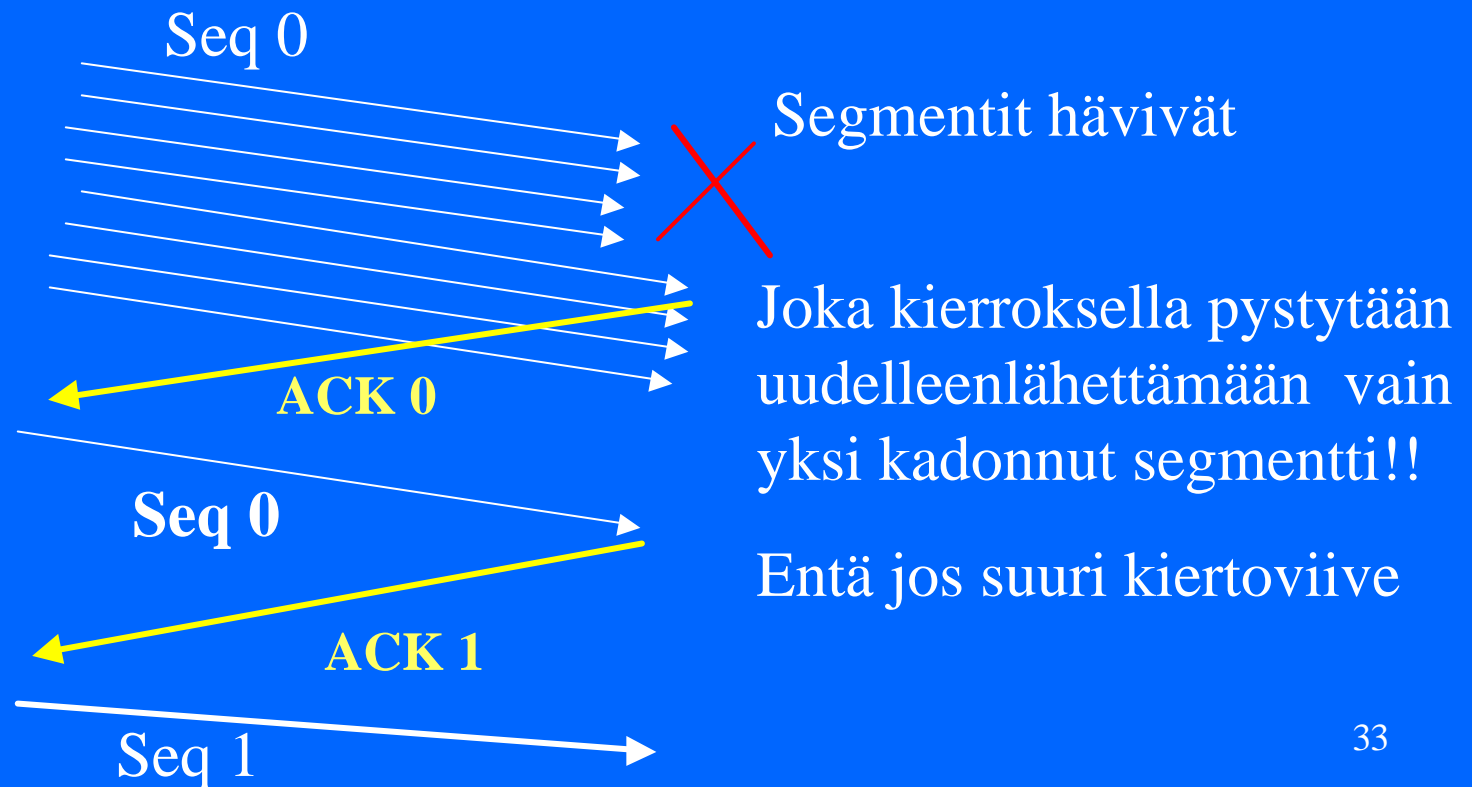 Seq 0
Segmentit hävivät
Joka kierroksella pystytään
uudelleenlähettämään vain
yksi kadonnut segmentti!!
ACK 0
Seq 0
Entä jos suuri kiertoviive
ACK 1
Seq 1
33